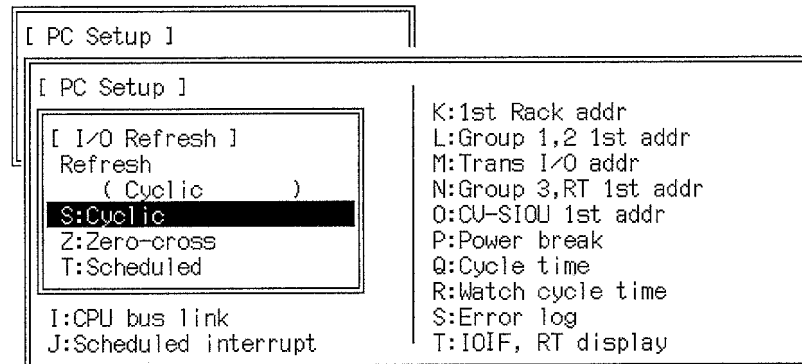 [ PC Setup ]
[ PC Setup ]
[ I/O Refresh ]
Refresh
( Cyclic )
S:Cyclic
Z:Zero-cross
T:Scheduled
I:CPU bus link
J:Scheduled interrupt
K:1st Rack addr
L:Group 1,2 1st addr
M:Trans I/O addr
N:Group 3,RT 1st addr
O:CV-SIOU 1st addr
P:Power break
Q:Cycle time
R:Watch cycle time
S:Error log
T:IOIF, RT display